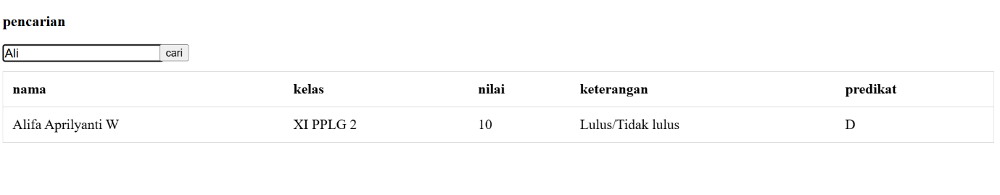 pencarian
Ali cari
nama kelas nilai keterangan predikat
Alifa Aprilyanti W XI PPLG 2 10 Lulus/Tidak lulus D